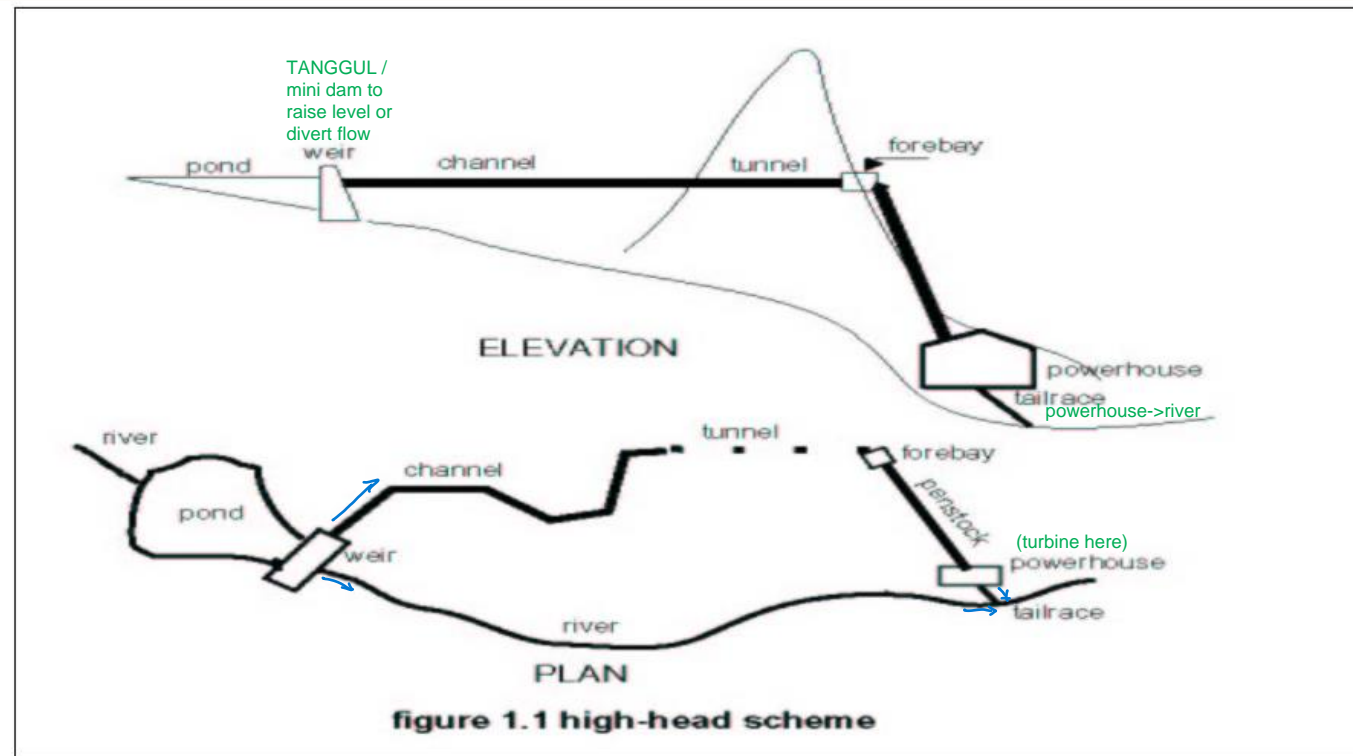 TANGGUL /
mini dam to
raise level or
divert flow
weir
pond
channel
tunnel
forebay
ELEVATION
powerhouse
tailrace
powerhouse->river
river
tunnel
forebay
channel
pond
penstock
weir
(turbine here)
powerhouse
tailrace
river
PLAN
figure 1.1 high-head scheme